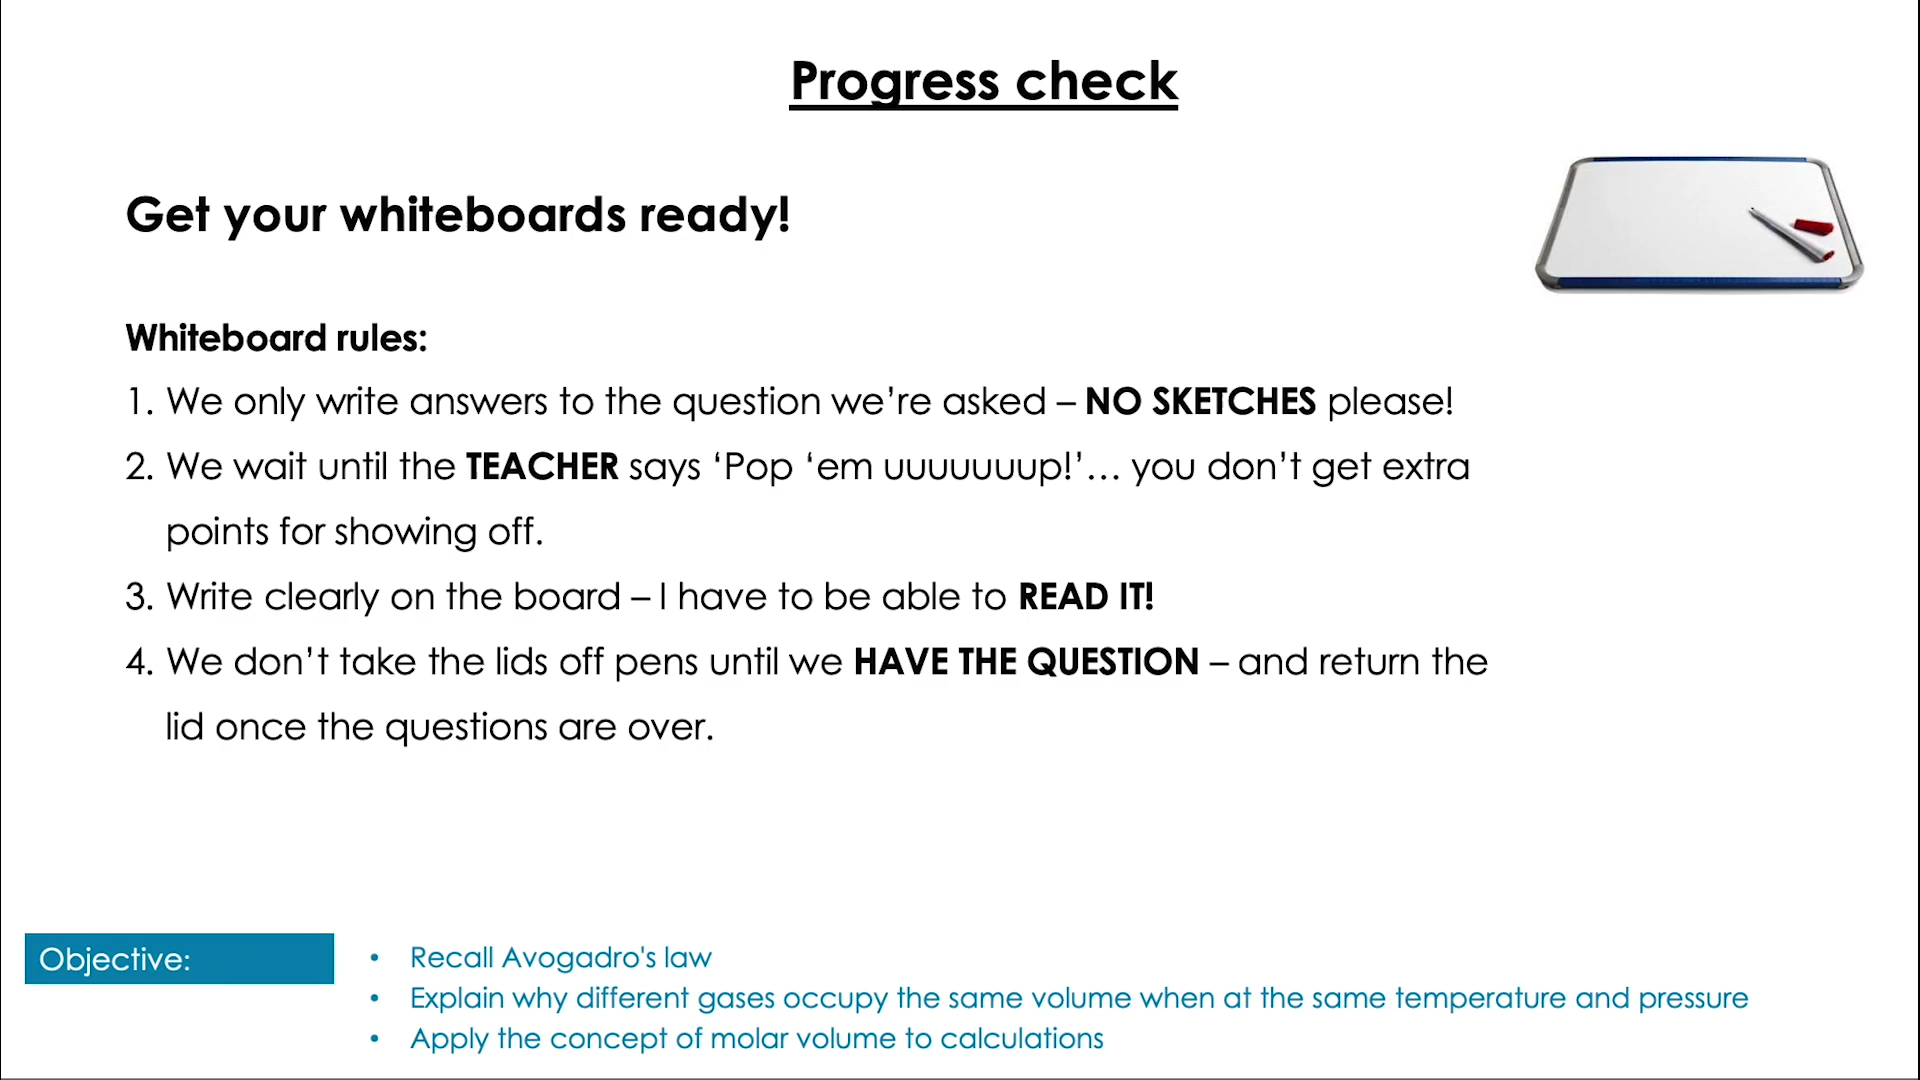 Progress check
Get your whiteboards ready!
Whiteboard rules:
1. We only write answers to the question we’re asked – NO SKETCHES please!
2. We wait until the TEACHER says ‘Pop ‘em uuuuuuup!’… you don’t get extra
points for showing off.
3. Write clearly on the board – I have to be able to READ IT!
4. We don’t take the lids off pens until we HAVE THE QUESTION – and return the
lid once the questions are over.
Objective:
• Recall Avogadro's law
• Explain why different gases occupy the same volume when at the same temperature and pressure
• Apply the concept of molar volume to calculations